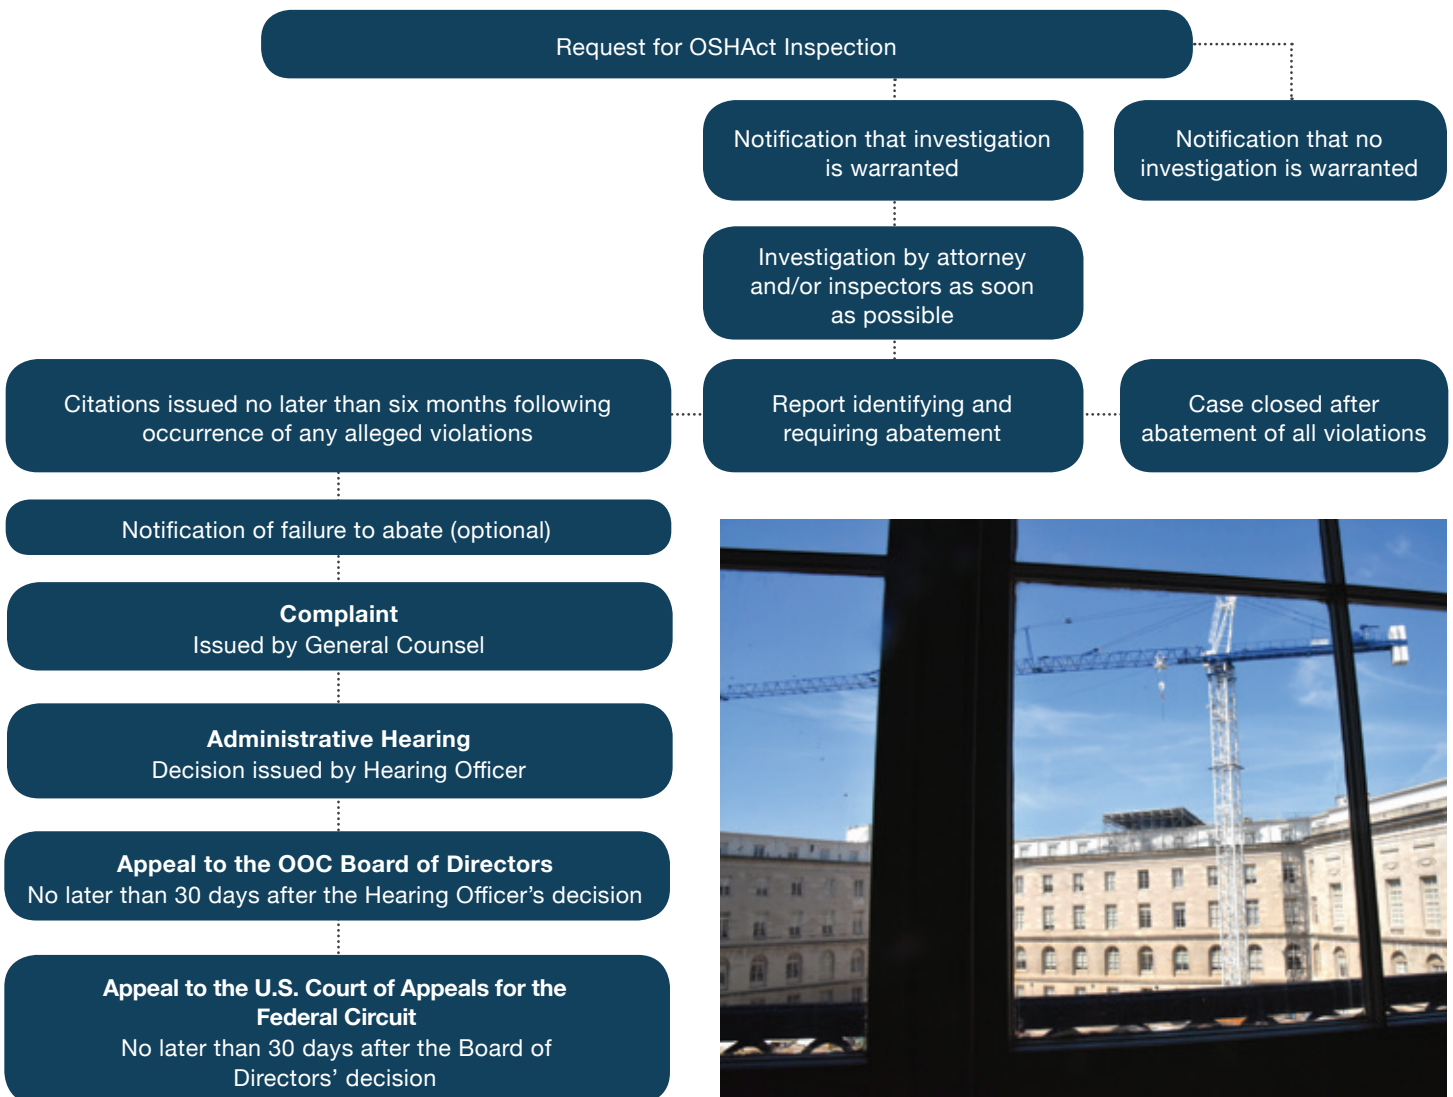 Request for OSHAct Inspection
Notification that investigation
is warranted
Notification that no
investigation is warranted
Investigation by attorney
and/or inspectors as soon
as possible
Citations issued no later than six months following
occurrence of any alleged violations
Report identifying and
requiring abatement
Case closed after
abatement of all violations
Notification of failure to abate (optional)
Complaint
Issued by General Counsel
Administrative Hearing
Decision issued by Hearing Officer
Appeal to the OOC Board of Directors
No later than 30 days after the Hearing Officer’s decision
Appeal to the U.S. Court of Appeals for the
Federal Circuit
No later than 30 days after the Board of
Directors’ decision